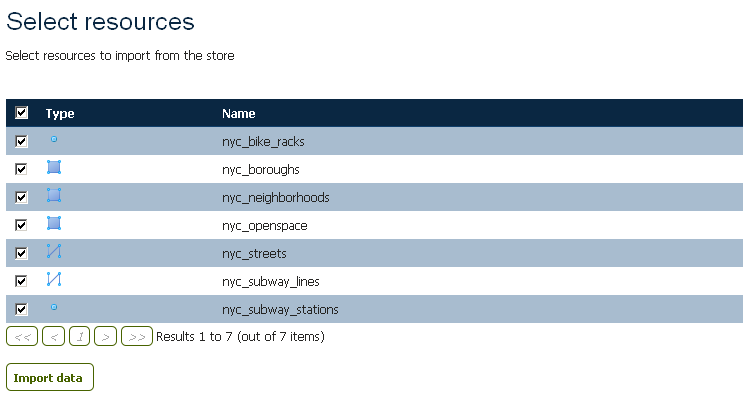 Select resources
Select resources to import from the store
Type Name
nyc_bike_racks
nyc_boroughs
nyc_neighborhoods
nyc_openspace
nyc_streets
nyc_subway_lines
nyc_subway_stations
<< < 1 > >> Results 1 to 7 (out of 7 items)
Import data